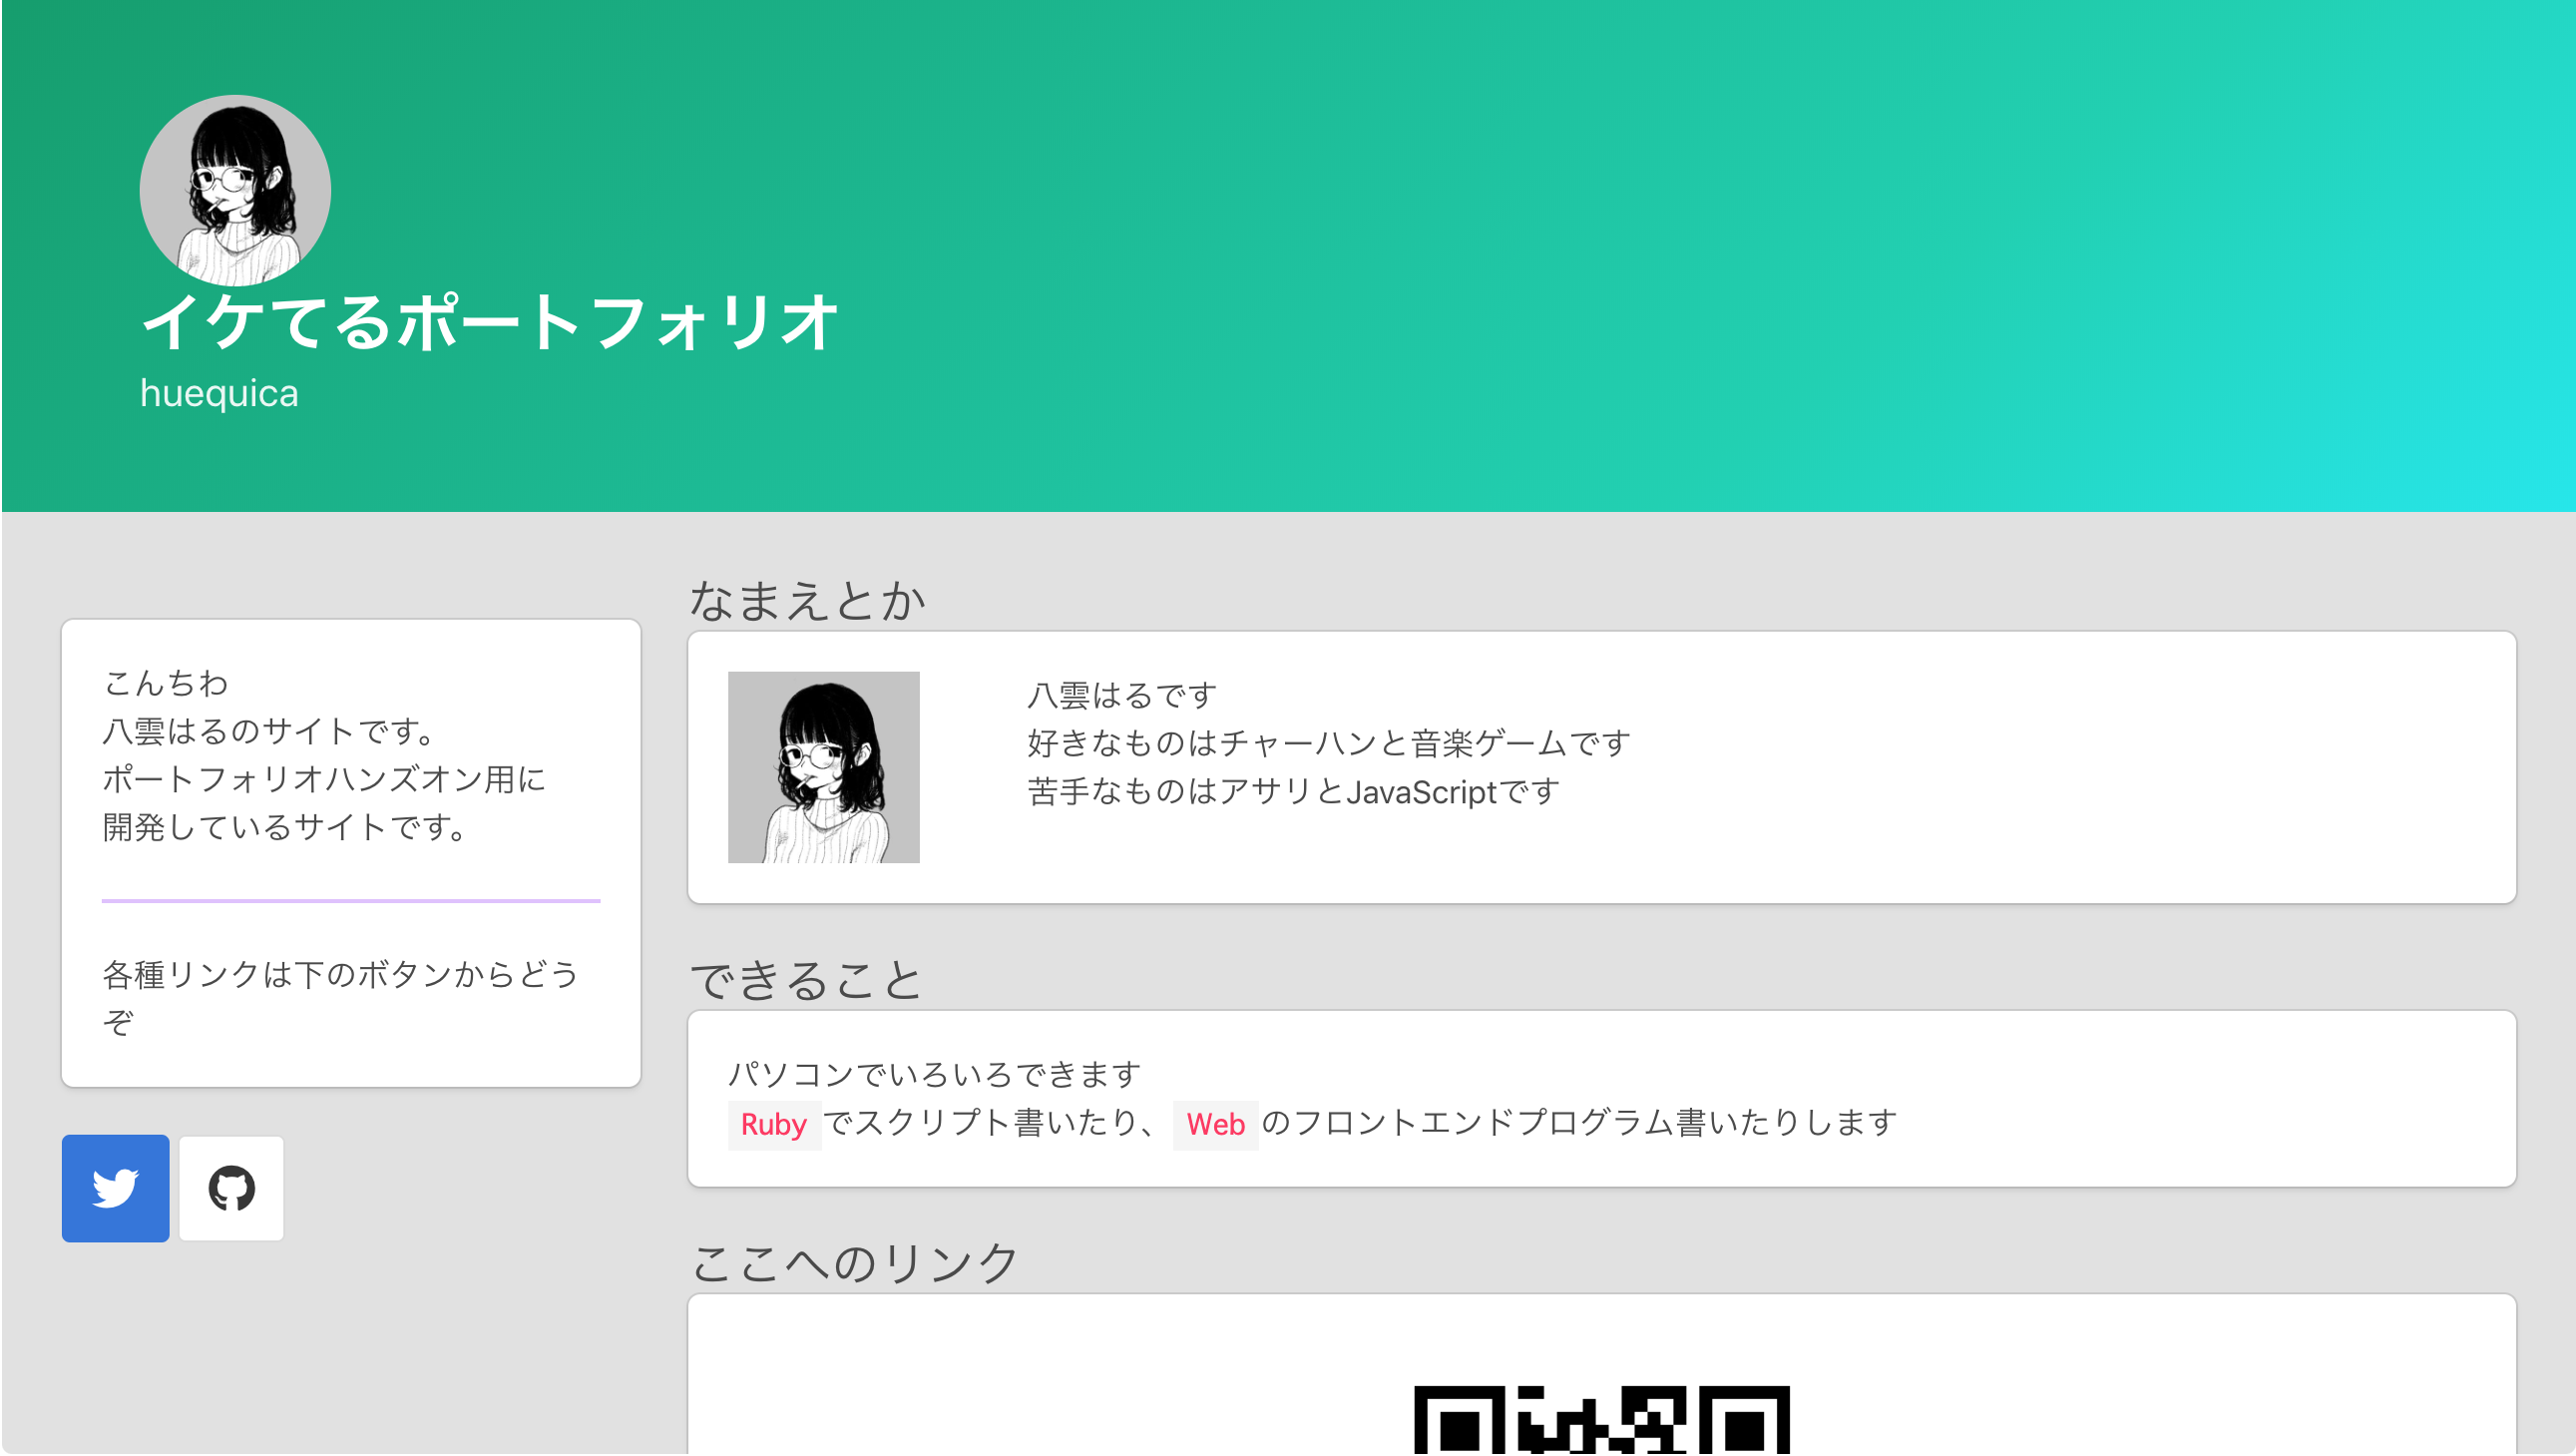 イケてるポートフォリオ
huequica
こんちわ
八雲はるのサイトです。
ポートフォリオハンズオン用に
開発しているサイトです。
各種リンクは下のボタンからどう
ぞ
なまえとか
八雲はるです
好きなものはチャーハンと音楽ゲームです
苦手なものはアサリとJavaScriptです
できること
パソコンでいろいろできます
Rubyでスクリプト書いたり、Webのフロントエンドプログラム書いたりします
ここへのリンク